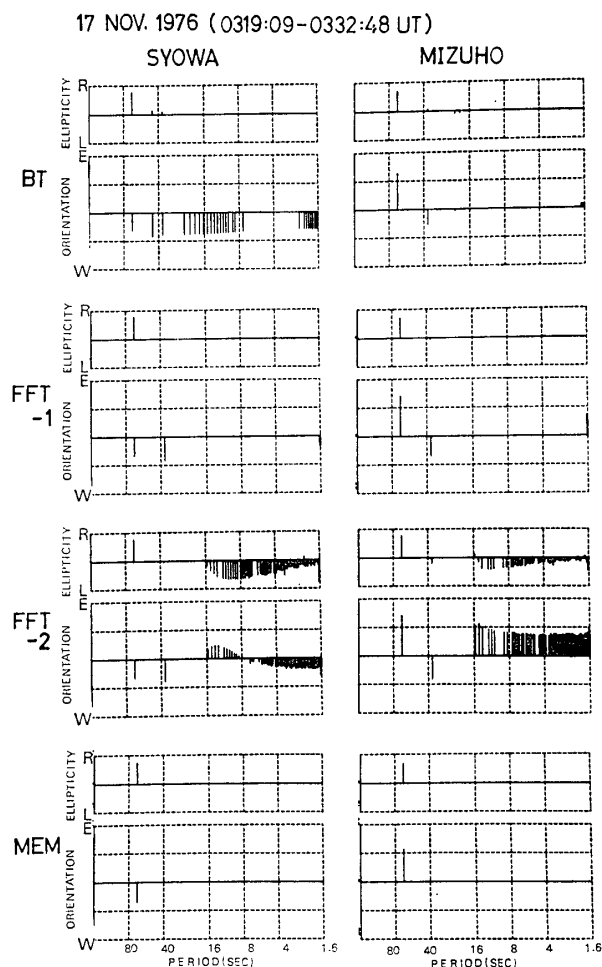 17 NOV. 1976 (0319:09-0332:48 UT)
SYOWA MIZUHO
BT
R
ELLIPTICITY
L
E
ORIENTATION
W
FFT
-1
R
ELLIPTICITY
L
E
ORIENTATION
W
FFT
-2
R
ELLIPTICITY
L
E
ORIENTATION
W
MEM
R
ELLIPTICITY
L
E
ORIENTATION
W
80 40 16 8 4 1.6 80 40 16 8 4 1.6
PERIOD(SEC) PERIOD(SEC)